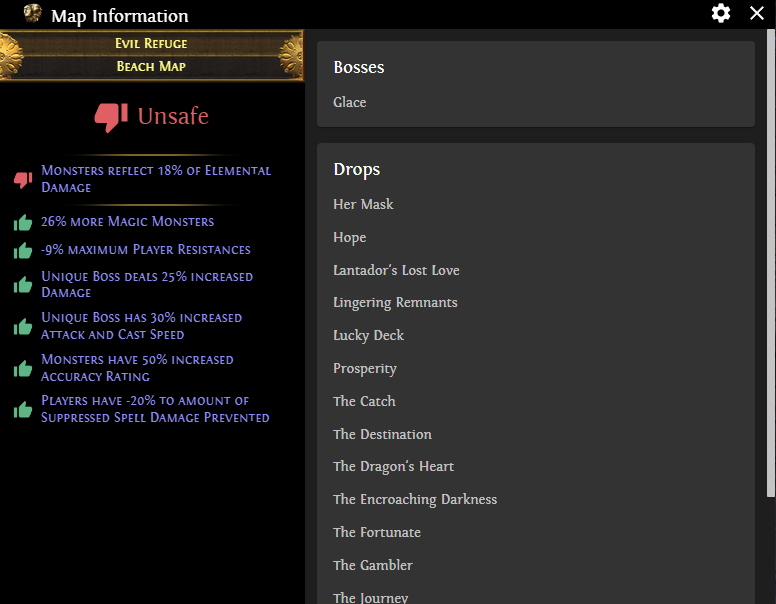 Map Information
Evil Refuge
Beach Map
Unsafe
Monsters reflect 18% of Elemental
Damage
26% more Magic Monsters
-9% maximum Player Resistances
Unique Boss deals 25% increased
Damage
Unique Boss has 30% increased
Attack and Cast Speed
Monsters have 50% increased
Accuracy Rating
Players have -20% to amount of
Suppressed Spell Damage Prevented
Bosses
Glace
Drops
Her Mask
Hope
Lantador's Lost Love
Lingering Remnants
Lucky Deck
Prosperity
The Catch
The Destination
The Dragon's Heart
The Encroaching Darkness
The Fortunate
The Gambler
The Journey